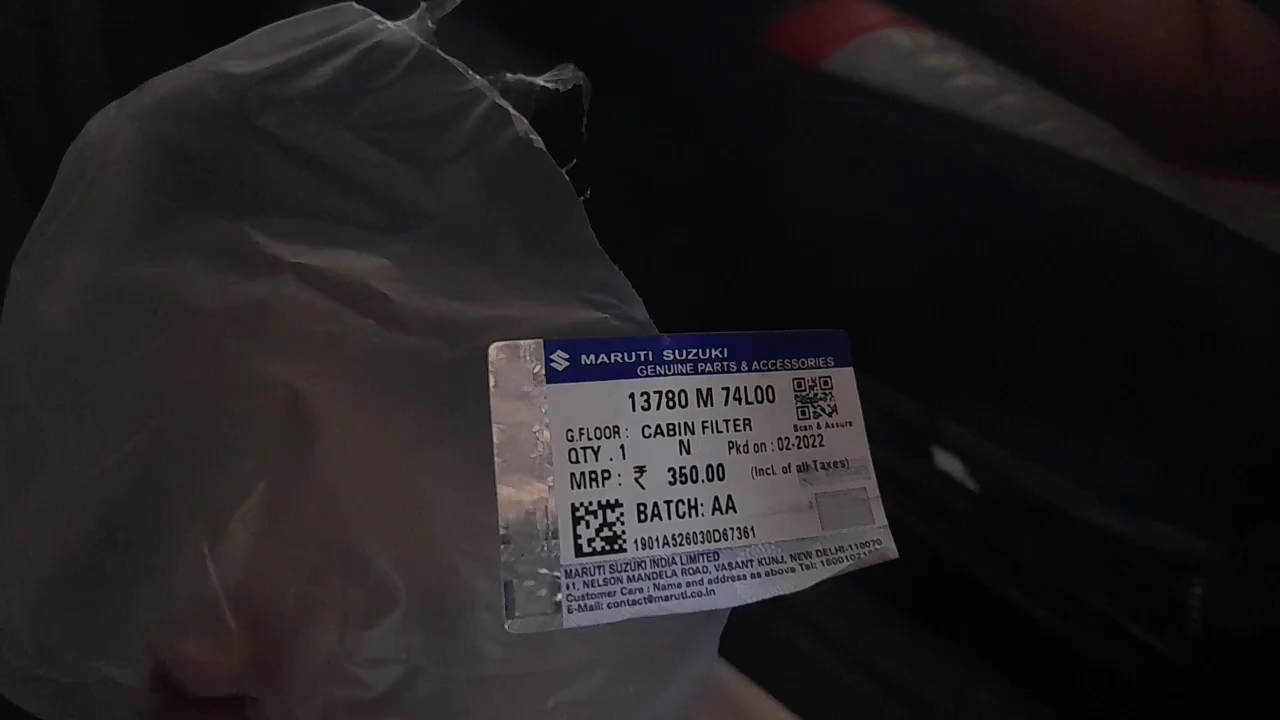 MARUTI SUZUKI
GENUINE PARTS & ACCESSORIES
13780 M 74L00
Scan & Assure
G.FLOOR : CABIN FILTER
QTY . 1 N Pkd on : 02-2022
MRP : ₹ 350.00 (Incl. of all Taxes)
BATCH: AA
1901A526030D67361
MARUTI SUZUKI INDIA LIMITED
#1, NELSON MANDELA ROAD, VASANT KUNJ, NEW DELHI-110070
Customer Care : Name and address as above Tel:
E-Mail: contact@maruti.co.in